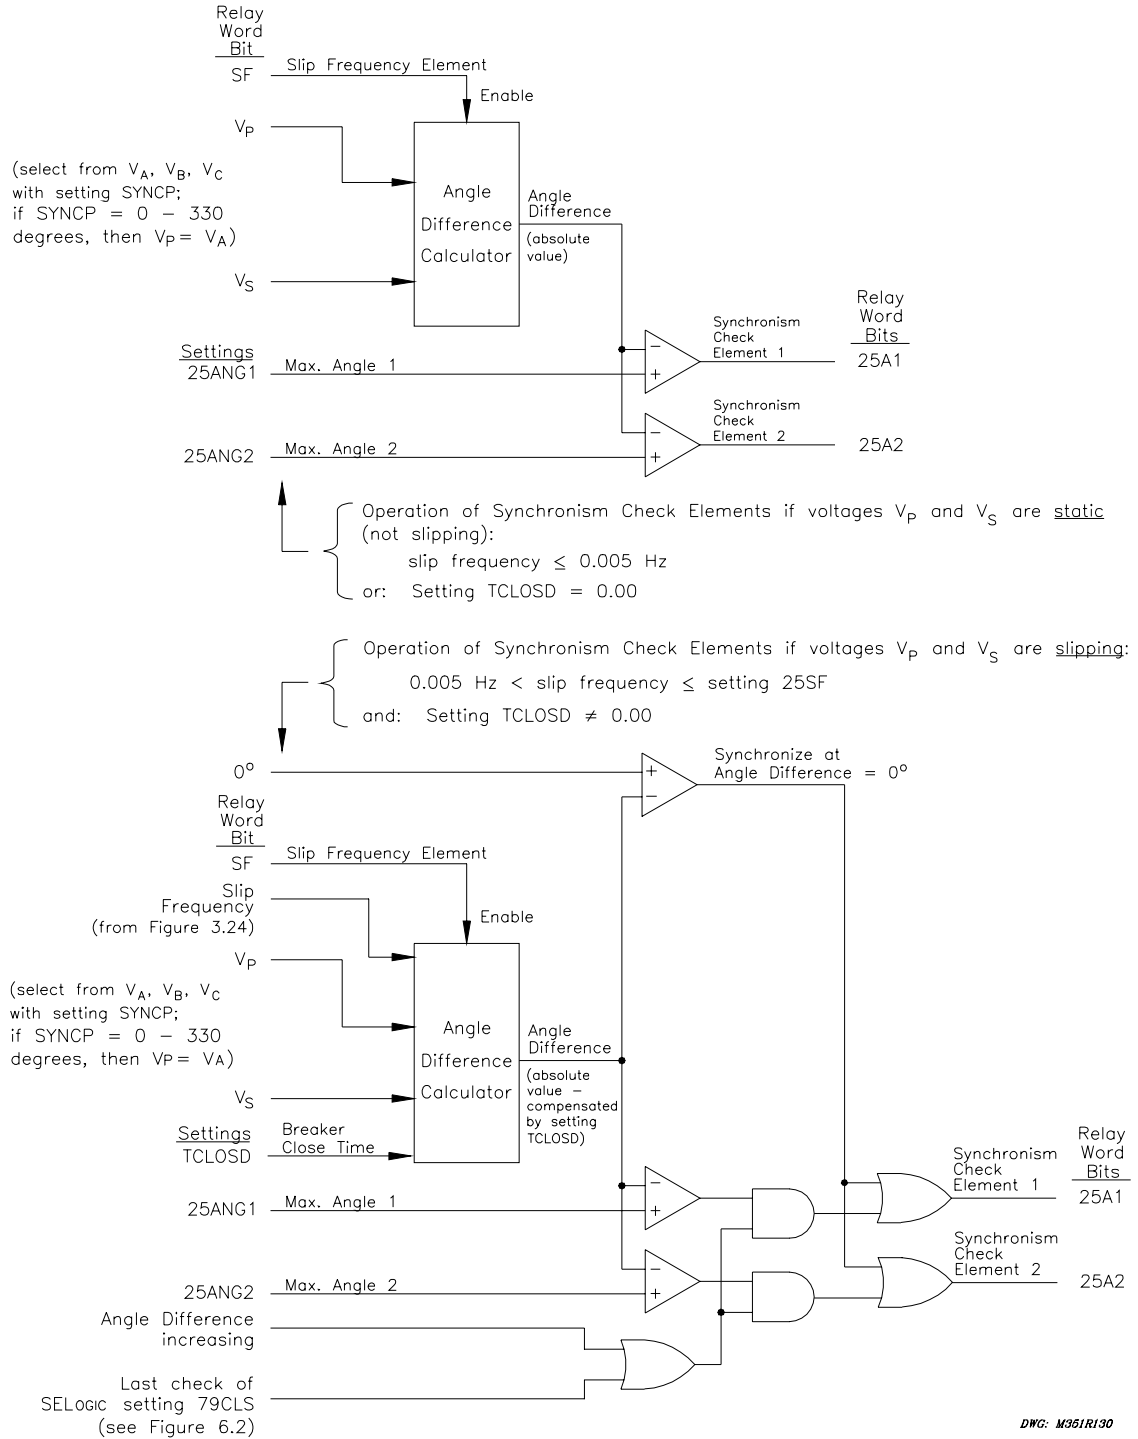 Relay
Word
Bit
SF
Slip Frequency Element
Enable
VP
(select from VA, VB, VC
with setting SYNCP;
if SYNCP = 0 – 330
degrees, then VP= VA)
VS
Angle
Difference
Calculator
Angle
Difference
(absolute
value)
Settings
25ANG1
Max. Angle 1
–
+
Synchronism
Check
Element 1
Relay
Word
Bits
25A1
25ANG2
Max. Angle 2
–
+
Synchronism
Check
Element 2
25A2
Operation of Synchronism Check Elements if voltages VP and VS are static
(not slipping):
slip frequency ≤ 0.005 Hz
or: Setting TCLOSD = 0.00
Operation of Synchronism Check Elements if voltages VP and VS are slipping:
0.005 Hz < slip frequency ≤ setting 25SF
and: Setting TCLOSD ≠ 0.00
0°
+
–
Synchronize at
Angle Difference = 0°
Relay
Word
Bit
SF
Slip Frequency Element
Enable
Slip
Frequency
(from Figure 3.24)
VP
(select from VA, VB, VC
with setting SYNCP;
if SYNCP = 0 – 330
degrees, then VP= VA)
VS
Angle
Difference
Calculator
Angle
Difference
(absolute
value –
compensated
by setting
TCLOSD)
Settings
TCLOSD
Breaker
Close Time
25ANG1
Max. Angle 1
–
+
Synchronism
Check
Element 1
Relay
Word
Bits
25A1
25ANG2
Max. Angle 2
–
+
Synchronism
Check
Element 2
25A2
Angle Difference
increasing
Last check of
SELOGIC setting 79CLS
(see Figure 6.2)
DWG: M361R130